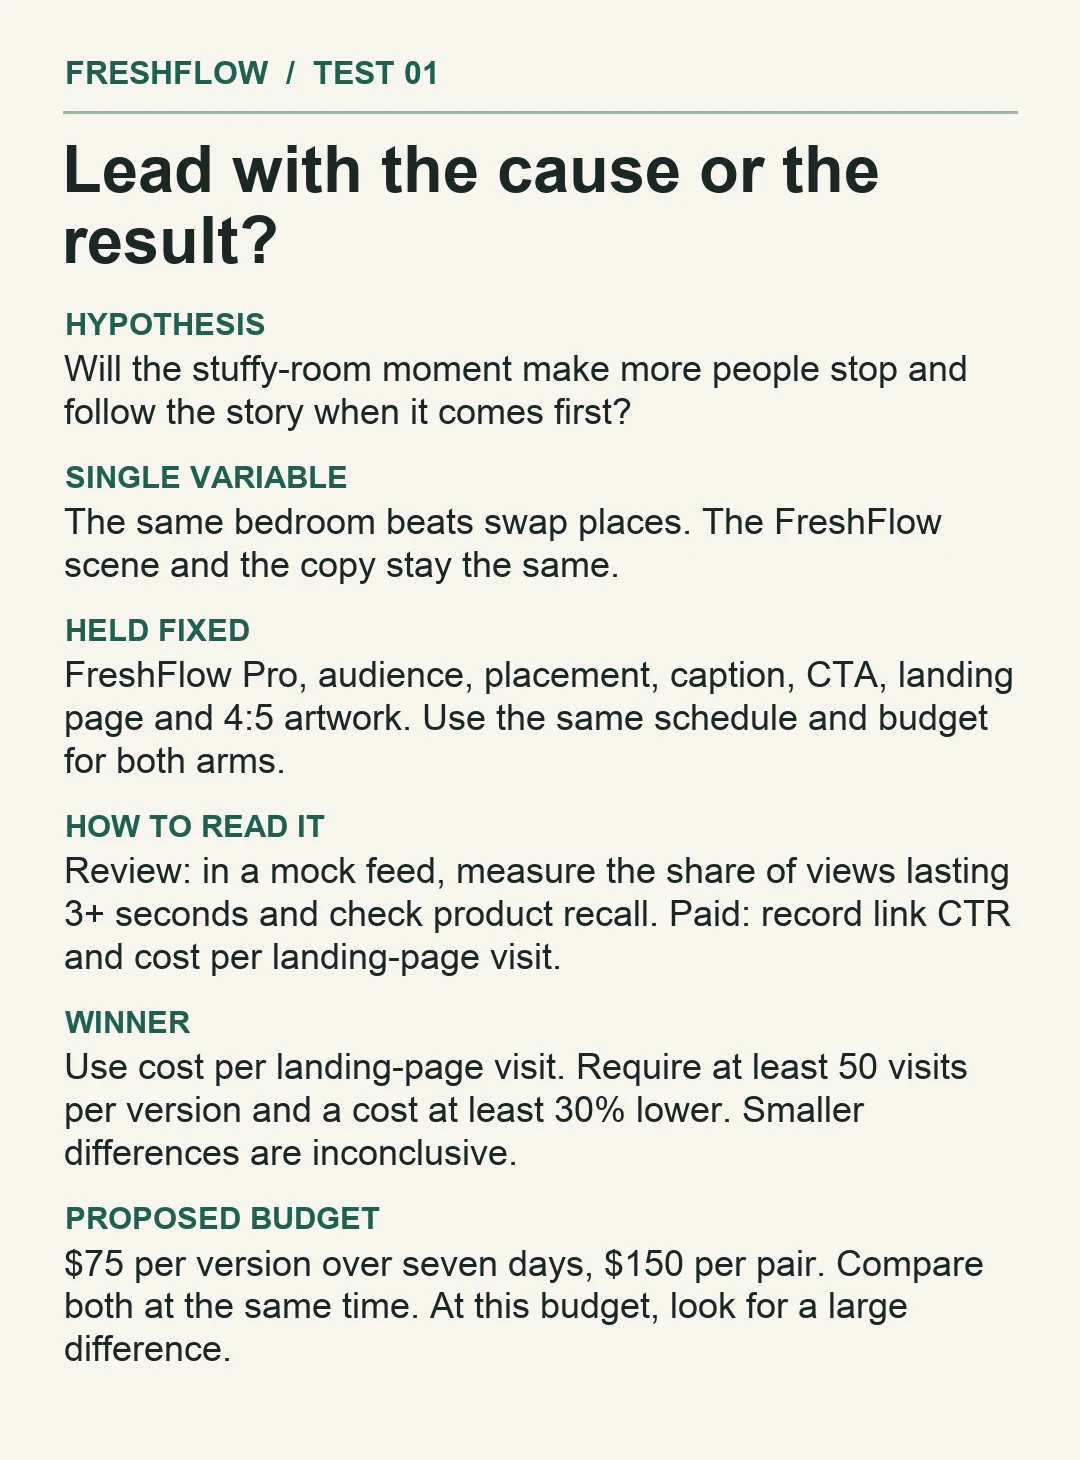 FRESHFLOW / TEST 01
Lead with the cause or the
result?
HYPOTHESIS
Will the stuffy-room moment make more people stop and
follow the story when it comes first?
SINGLE VARIABLE
The same bedroom beats swap places. The FreshFlow
scene and the copy stay the same.
HELD FIXED
FreshFlow Pro, audience, placement, caption, CTA, landing
page and 4:5 artwork. Use the same schedule and budget
for both arms.
HOW TO READ IT
Review: in a mock feed, measure the share of views lasting
3+ seconds and check product recall. Paid: record link CTR
and cost per landing-page visit.
WINNER
Use cost per landing-page visit. Require at least 50 visits
per version and a cost at least 30% lower. Smaller
differences are inconclusive.
PROPOSED BUDGET
$75 per version over seven days, $150 per pair. Compare
both at the same time. At this budget, look for a large
difference.